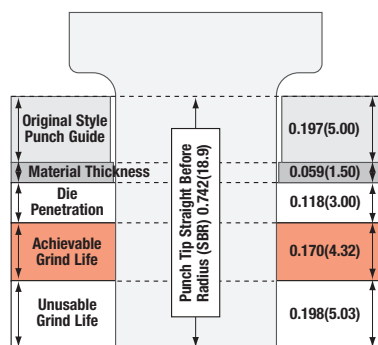 Original Style
Punch Guide
0.197(5.00)
Material Thickness
0.059(1.50)
Die
Penetration
0.118(3.00)
Punch Tip Straight Before
Radius (SBR) 0.742(18.9)
Achievable
Grind Life
0.170(4.32)
Unusable
Grind Life
0.198(5.03)